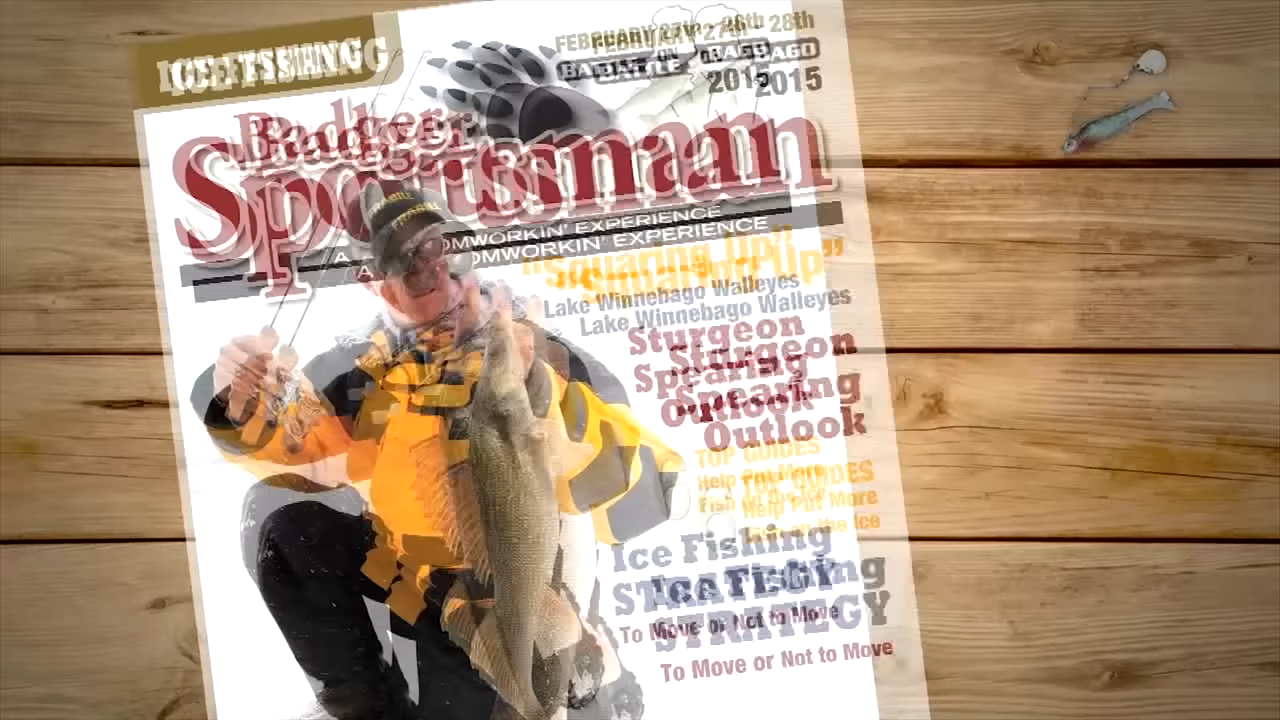 ICE FISHING
FEBRUARY 27th - 28th
BATTLE ON BAGO
2015
Badger
Sportsman
OMWORKIN' EXPERIENCE
"Squaring Up"
Lake Winnebago Walleyes
Sturgeon
Spearing
Outlook
TOP GUIDES
Help Put More
Fish on the Ice
Ice Fishing
STRATEGY
To Move or Not to Move